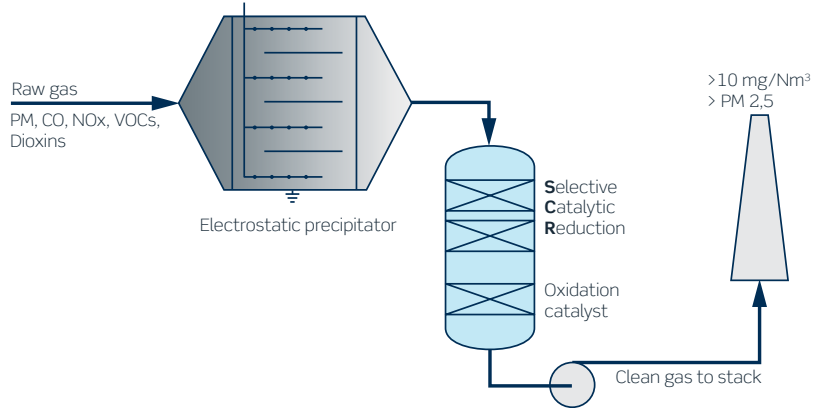 Raw gas
PM, CO, NOx, VOCs,
Dioxins
Electrostatic precipitator
Selective
Catalytic
Reduction
Oxidation
catalyst
>10 mg/Nm³
> PM 2,5
Clean gas to stack